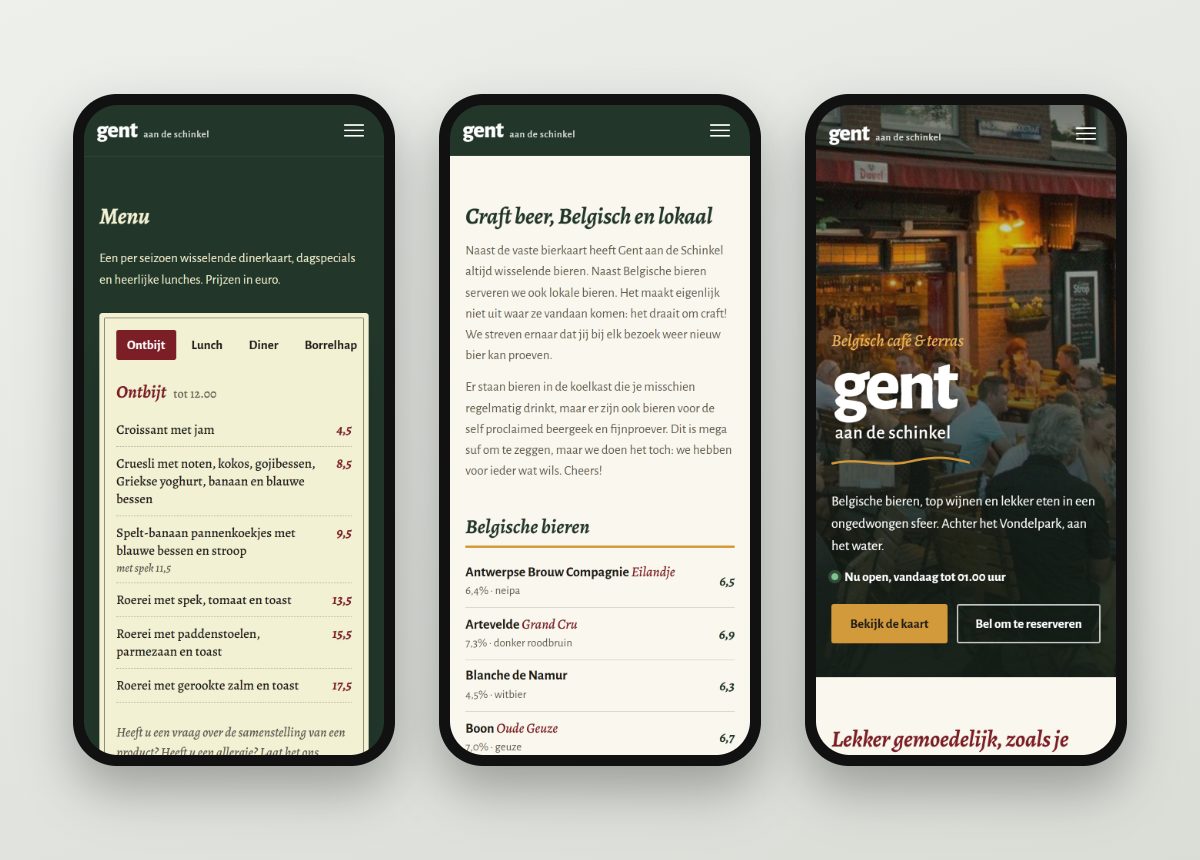 gent aan de schinkel
Menu
Een per seizoen wisselende dinerkaart, dagspecials
en heerlijke lunches. Prijzen in euro.
Ontbijt Lunch Diner Borrelhap
Ontbijt tot 12.00
Croissant met jam 4,5
Cruesli met noten, kokos, gojibessen, 8,5
Griekse yoghurt, banaan en blauwe
bessen
Spelt-banaan pannenkoekjes met 9,5
blauwe bessen en stroop
met spek 11,5
Roerei met spek, tomaat en toast 13,5
Roerei met paddenstoelen, 15,5
parmezaan en toast
Roerei met gerookte zalm en toast 17,5
Heeft u een vraag over de samenstelling van een
product? Heeft u een allergie? Laat het ons
gent aan de schinkel
Craft beer, Belgisch en lokaal
Naast de vaste bierkaart heeft Gent aan de Schinkel
altijd wisselende bieren. Naast Belgische bieren
serveren we ook lokale bieren. Het maakt eigenlijk
niet uit waar ze vandaan komen: het draait om craft!
We streven ernaar dat jij bij elk bezoek weer nieuw
bier kan proeven.
Er staan bieren in de koelkast die je misschien
regelmatig drinkt, maar er zijn ook bieren voor de
self proclaimed beergeek en fijnproever. Dit is mega
suf om te zeggen, maar we doen het toch: we hebben
voor ieder wat wils. Cheers!
Belgische bieren
Antwerpse Brouw Compagnie Eilandje 6,5
6,4% · neipa
Artevelde Grand Cru 6,9
7,3% · donker roodbruin
Blanche de Namur 6,3
4,5% · witbier
Boon Oude Geuze 6,7
7,0% · geuze
gent aan de schinkel
Duvel
Strop
Belgisch café & terras
gent
aan de schinkel
Belgische bieren, top wijnen en lekker eten in een
ongedwongen sfeer. Achter het Vondelpark, aan
het water.
Nu open, vandaag tot 01.00 uur
Bekijk de kaart Bel om te reserveren
Lekker gemoedelijk, zoals je